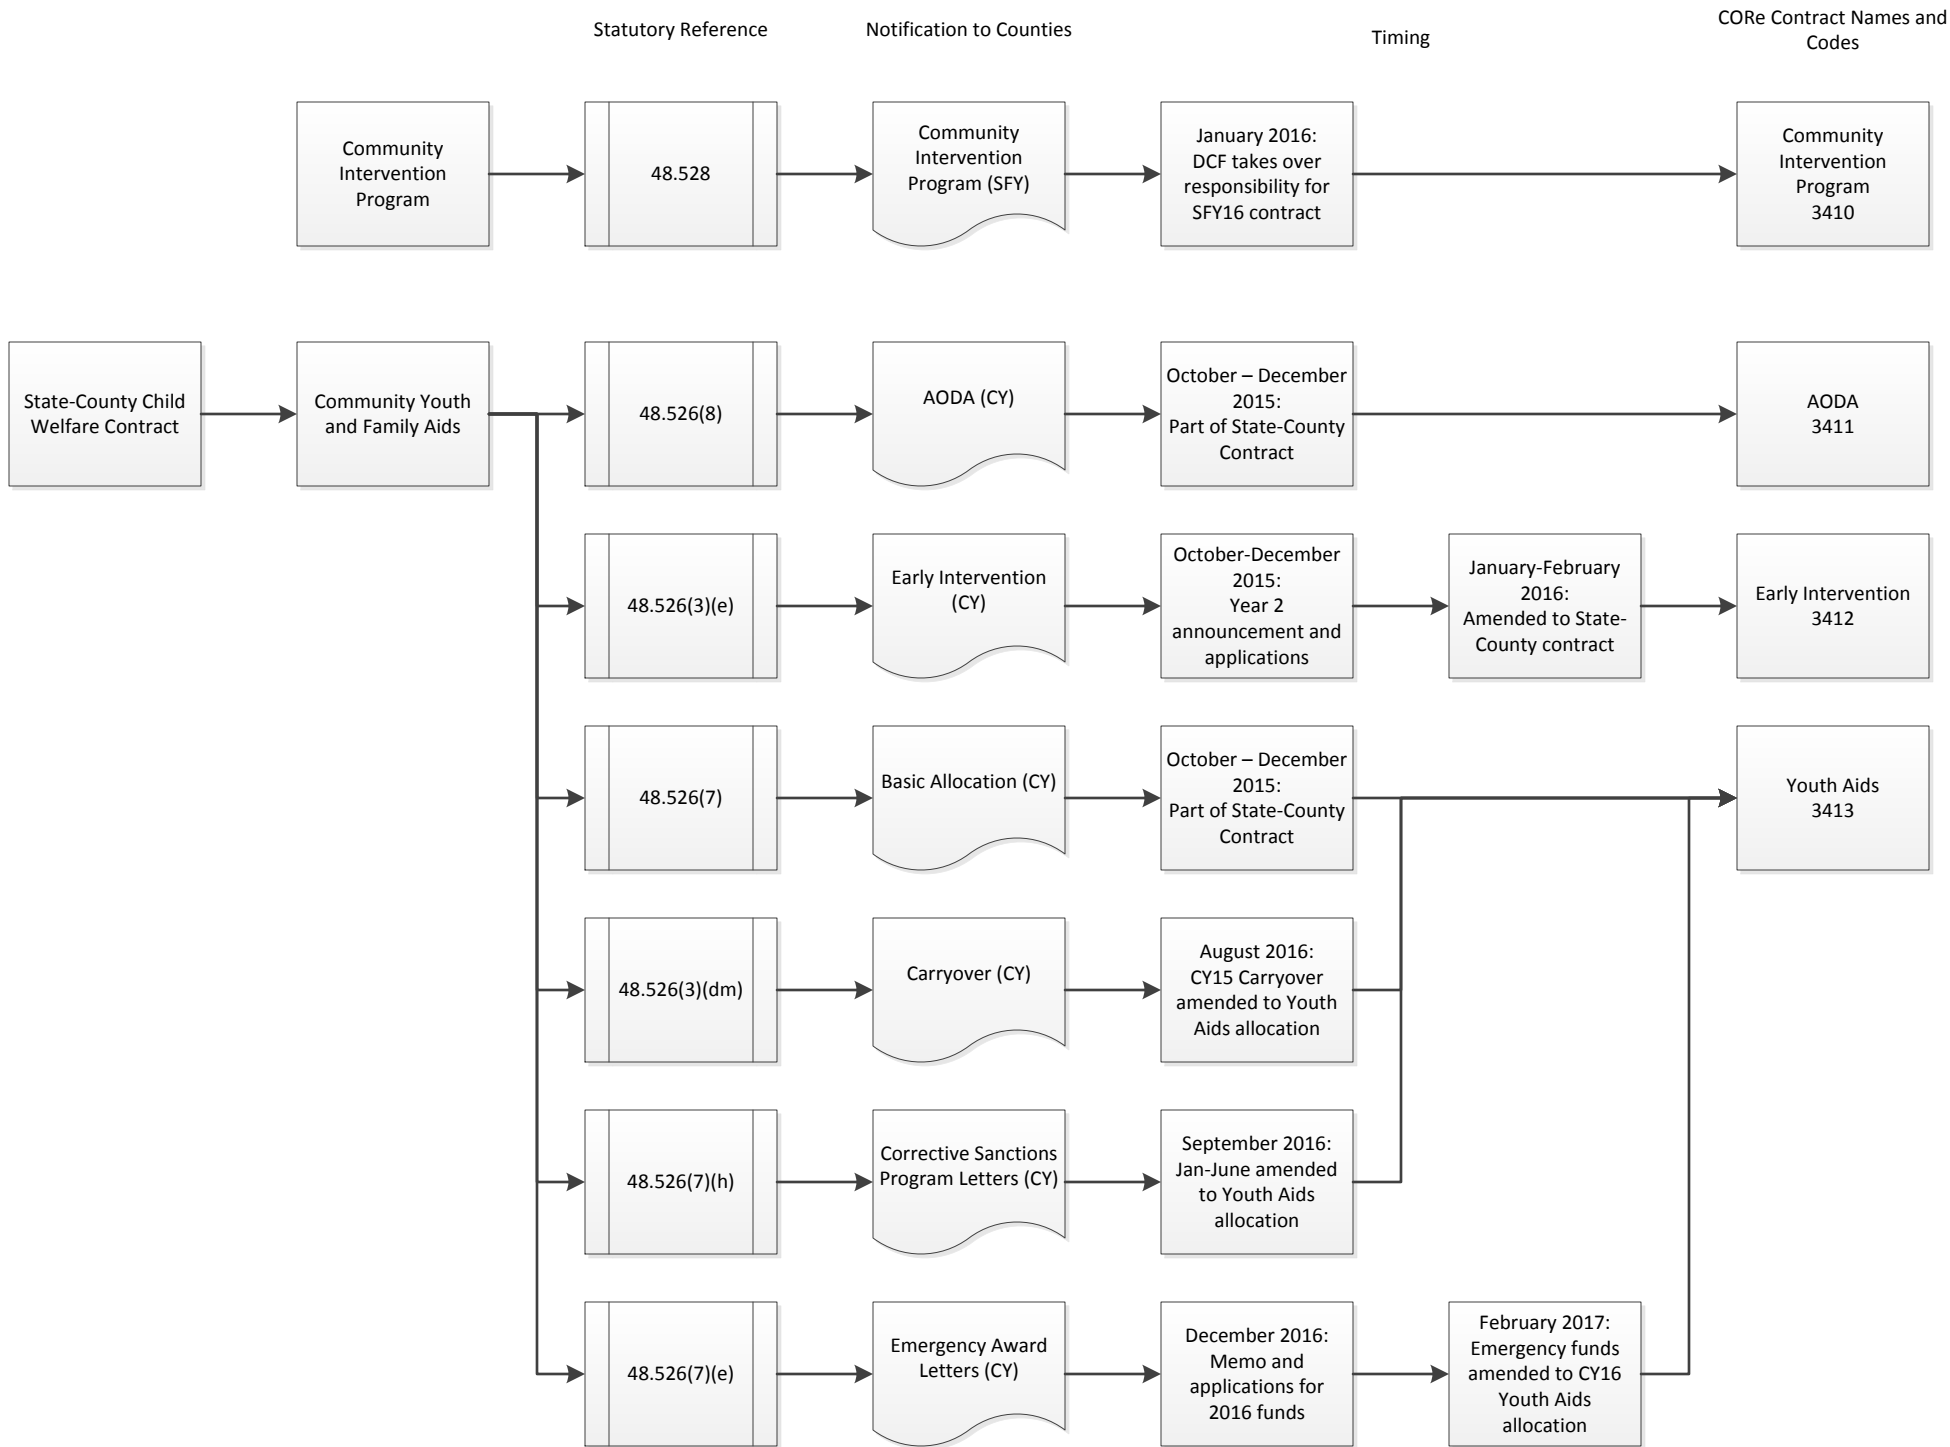 Statutory Reference
Notification to Counties
Timing
CORe Contract Names and
Codes
Community
Intervention
Program
48.528
Community
Intervention
Program (SFY)
January 2016:
DCF takes over
responsibility for
SFY16 contract
Community
Intervention
Program
3410
State-County Child
Welfare Contract
Community Youth
and Family Aids
48.526(8)
AODA (CY)
October – December
2015:
Part of State-County
Contract
AODA
3411
48.526(3)(e)
Early Intervention
(CY)
October-December
2015:
Year 2
announcement and
applications
January-February
2016:
Amended to State-
County contract
Early Intervention
3412
48.526(7)
Basic Allocation (CY)
October – December
2015:
Part of State-County
Contract
Youth Aids
3413
48.526(3)(dm)
Carryover (CY)
August 2016:
CY15 Carryover
amended to Youth
Aids allocation
48.526(7)(h)
Corrective Sanctions
Program Letters (CY)
September 2016:
Jan-June amended
to Youth Aids
allocation
48.526(7)(e)
Emergency Award
Letters (CY)
December 2016:
Memo and
applications for
2016 funds
February 2017:
Emergency funds
amended to CY16
Youth Aids
allocation